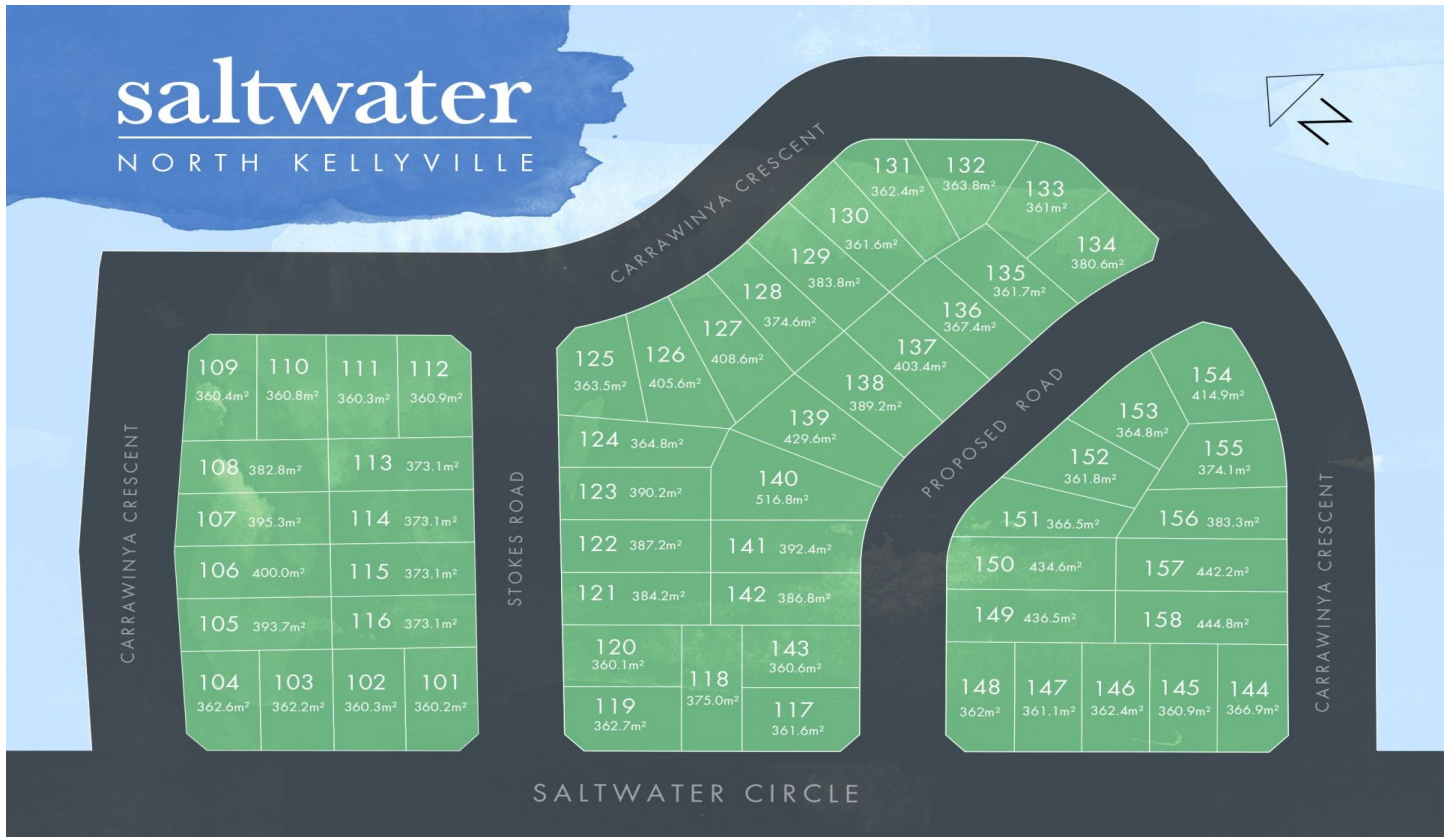 saltwater
NORTH KELLYVILLE
N
CARRAWINYA CRESCENT
131
362.4m²
132
363.8m²
133
361m²
130
361.6m²
134
380.6m²
129
383.8m²
135
361.7m²
128
374.6m²
136
367.4m²
127
408.6m²
137
403.4m²
126
405.6m²
125
363.5m²
138
389.2m²
139
429.6m²
124 364.8m²
123 390.2m²
140
516.8m²
122 387.2m²
141 392.4m²
121 384.2m²
142 386.8m²
120
360.1m²
143
360.6m²
118
375.0m²
119
362.7m²
117
361.6m²
109
360.4m²
110
360.8m²
111
360.3m²
112
360.9m²
108 382.8m²
113 373.1m²
107 395.3m²
114 373.1m²
106 400.0m²
115 373.1m²
105 393.7m²
116 373.1m²
104
362.6m²
103
362.2m²
102
360.3m²
101
360.2m²
CARRAWINYA CRESCENT
STOKES ROAD
PROPOSED ROAD
154
414.9m²
153
364.8m²
155
374.1m²
152
361.8m²
151 366.5m²
156 383.3m²
150 434.6m²
157 442.2m²
149 436.5m²
158 444.8m²
148
362m²
147
361.1m²
146
362.4m²
145
360.9m²
144
366.9m²
CARRAWINYA CRESCENT
SALTWATER CIRCLE